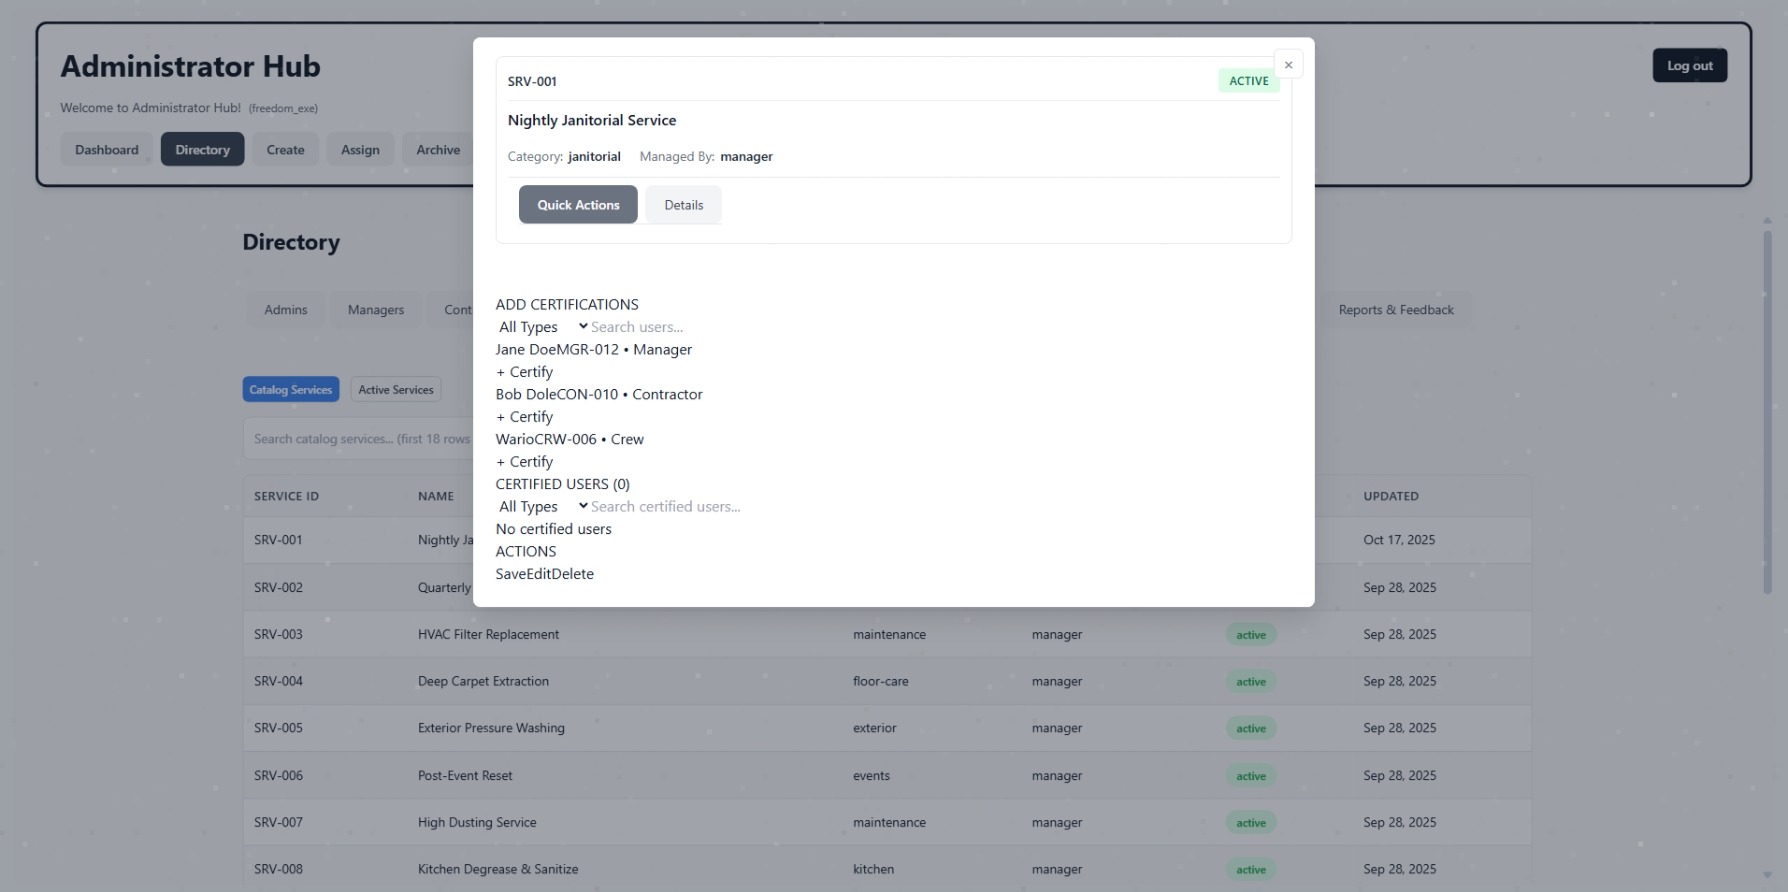 Administrator Hub
Log out
Welcome to Administrator Hub! (freedom_exe)
Dashboard Directory Create Assign Archive
Directory
Admins Managers Cont Reports & Feedback
Catalog Services Active Services
Search catalog services... (first 18 rows
SERVICE ID NAME UPDATED
SRV-001 Nightly Ja Oct 17, 2025
SRV-002 Quarterly Sep 28, 2025
SRV-003 HVAC Filter Replacement maintenance manager active Sep 28, 2025
SRV-004 Deep Carpet Extraction floor-care manager active Sep 28, 2025
SRV-005 Exterior Pressure Washing exterior manager active Sep 28, 2025
SRV-006 Post-Event Reset events manager active Sep 28, 2025
SRV-007 High Dusting Service maintenance manager active Sep 28, 2025
SRV-008 Kitchen Degrease & Sanitize kitchen manager active Sep 28, 2025
×
SRV-001 ACTIVE
Nightly Janitorial Service
Category: janitorial Managed By: manager
Quick Actions Details
ADD CERTIFICATIONS
All Types Search users...
Jane DoeMGR-012 • Manager
+ Certify
Bob DoleCON-010 • Contractor
+ Certify
WarioCRW-006 • Crew
+ Certify
CERTIFIED USERS (0)
All Types Search certified users...
No certified users
ACTIONS
SaveEditDelete